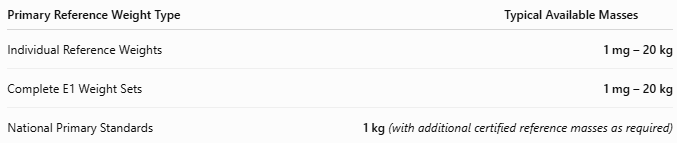 Primary Reference Weight Type Typical Available Masses
Individual Reference Weights 1 mg – 20 kg
Complete E1 Weight Sets 1 mg – 20 kg
National Primary Standards 1 kg (with additional certified reference masses as required)